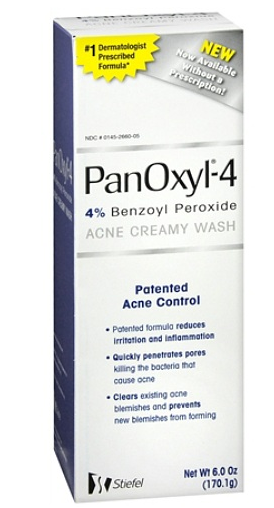 #1 Dermatologist
Prescribed
Formula*
NEW
Now Available
without a
Prescription!
NDC # 0145-2660-05
PanOxyl®-4
4% Benzoyl Peroxide
ACNE CREAMY WASH
Patented
Acne Control
• Patented formula reduces
irritation and inflammation
• Quickly penetrates pores
killing the bacteria that
cause acne
• Clears existing acne
blemishes and prevents
new blemishes from forming
Stiefel
Net Wt 6.0 Oz
(170.1g)
PanOxyl-4